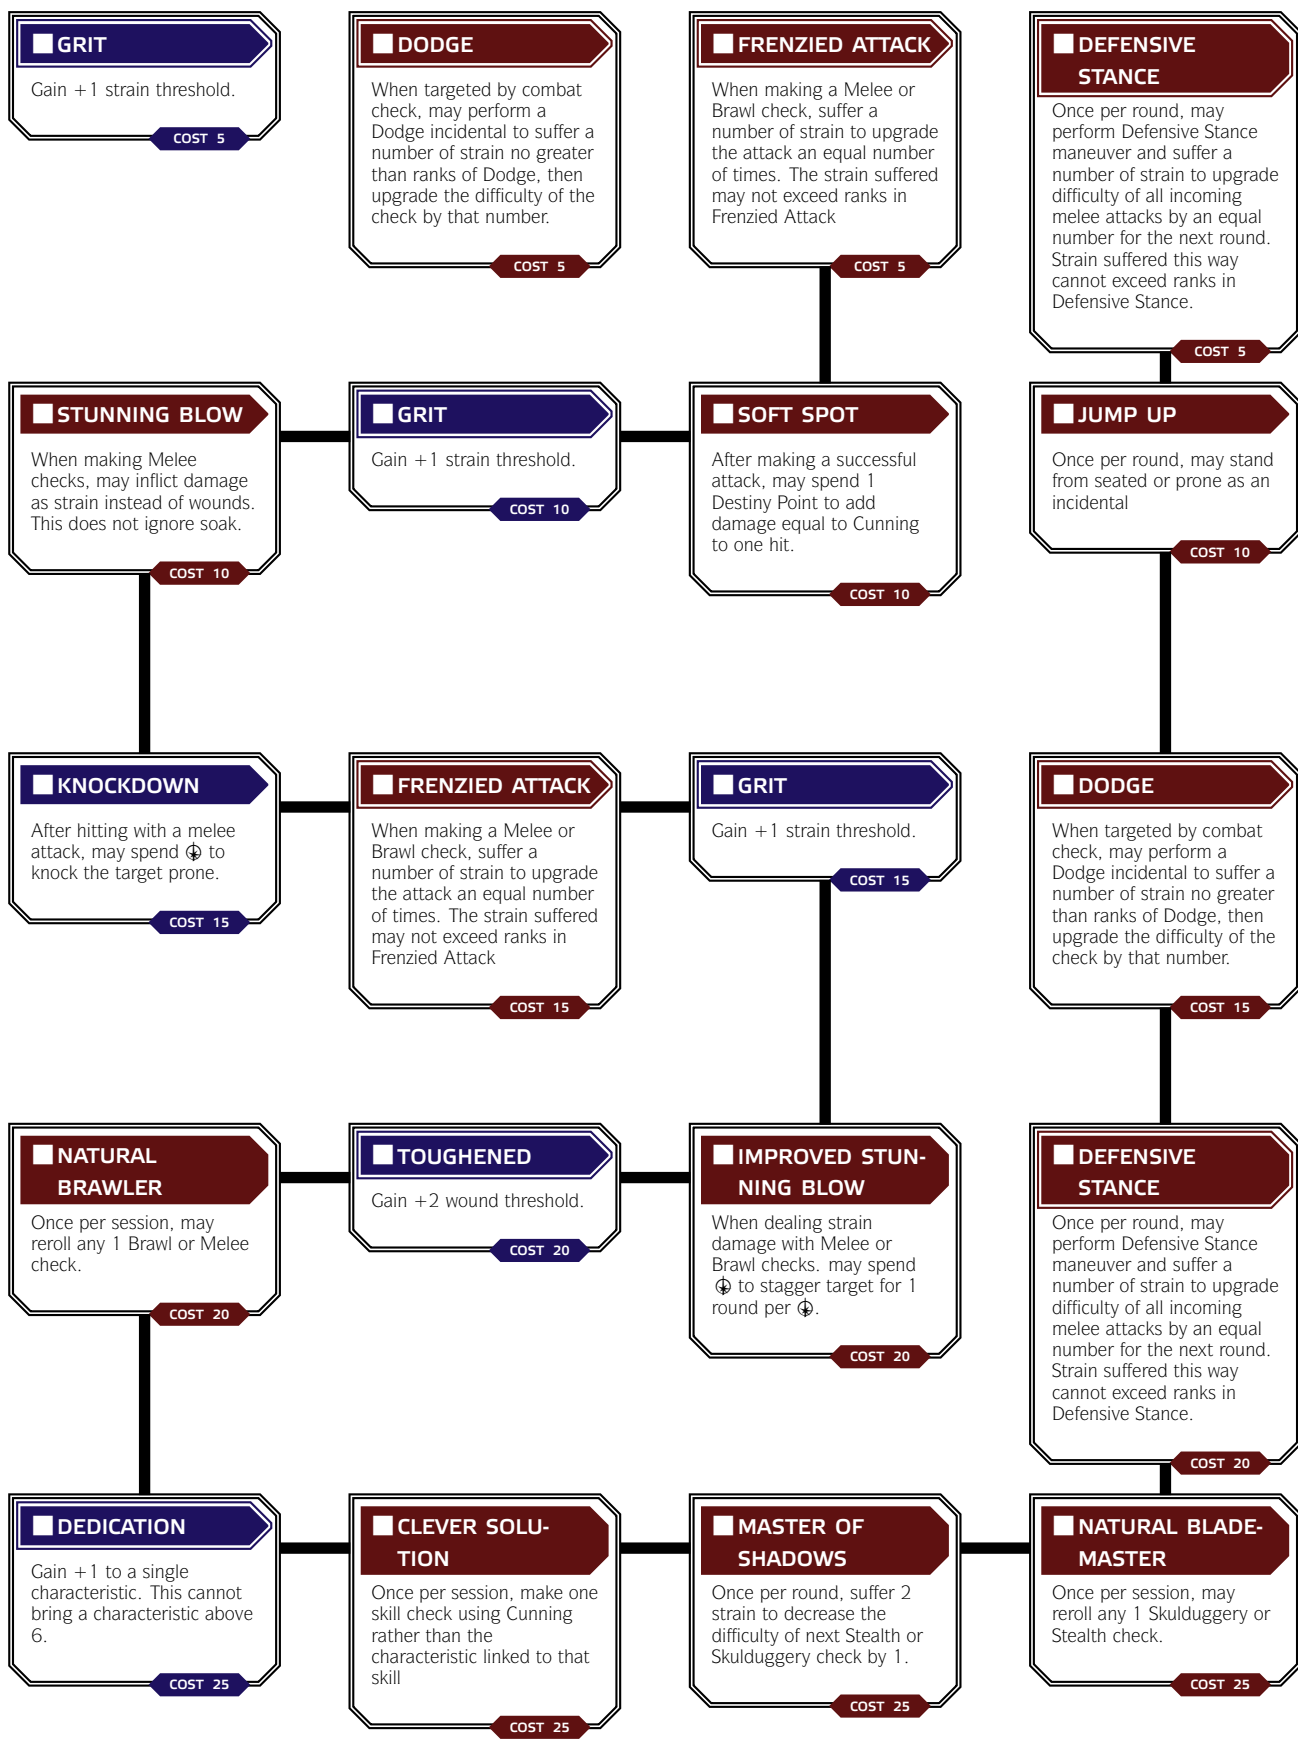 GRIT
Gain +1 strain threshold.
COST 5
DODGE
When targeted by combat
check, may perform a
Dodge incidental to suffer a
number of strain no greater
than ranks of Dodge, then
upgrade the difficulty of the
check by that number.
COST 5
FRENZIED ATTACK
When making a Melee or
Brawl check, suffer a
number of strain to upgrade
the attack an equal number
of times. The strain suffered
may not exceed ranks in
Frenzied Attack
COST 5
DEFENSIVE
STANCE
Once per round, may
perform Defensive Stance
maneuver and suffer a
number of strain to upgrade
difficulty of all incoming
melee attacks by an equal
number for the next round.
Strain suffered this way
cannot exceed ranks in
Defensive Stance.
COST 5
STUNNING BLOW
When making Melee
checks, may inflict damage
as strain instead of wounds.
This does not ignore soak.
COST 10
GRIT
Gain +1 strain threshold.
COST 10
SOFT SPOT
After making a successful
attack, may spend 1
Destiny Point to add
damage equal to Cunning
to one hit.
COST 10
JUMP UP
Once per round, may stand
from seated or prone as an
incidental
COST 10
KNOCKDOWN
After hitting with a melee
attack, may spend to
knock the target prone.
COST 15
FRENZIED ATTACK
When making a Melee or
Brawl check, suffer a
number of strain to upgrade
the attack an equal number
of times. The strain suffered
may not exceed ranks in
Frenzied Attack
COST 15
GRIT
Gain +1 strain threshold.
COST 15
DODGE
When targeted by combat
check, may perform a
Dodge incidental to suffer a
number of strain no greater
than ranks of Dodge, then
upgrade the difficulty of the
check by that number.
COST 15
NATURAL
BRAWLER
Once per session, may
reroll any 1 Brawl or Melee
check.
COST 20
TOUGHENED
Gain +2 wound threshold.
COST 20
IMPROVED STUN-
NING BLOW
When dealing strain
damage with Melee or
Brawl checks. may spend
to stagger target for 1
round per .
COST 20
DEFENSIVE
STANCE
Once per round, may
perform Defensive Stance
maneuver and suffer a
number of strain to upgrade
difficulty of all incoming
melee attacks by an equal
number for the next round.
Strain suffered this way
cannot exceed ranks in
Defensive Stance.
COST 20
DEDICATION
Gain +1 to a single
characteristic. This cannot
bring a characteristic above
6.
COST 25
CLEVER SOLU-
TION
Once per session, make one
skill check using Cunning
rather than the
characteristic linked to that
skill
COST 25
MASTER OF
SHADOWS
Once per round, suffer 2
strain to decrease the
difficulty of next Stealth or
Skulduggery check by 1.
COST 25
NATURAL BLADE-
MASTER
Once per session, may
reroll any 1 Skulduggery or
Stealth check.
COST 25